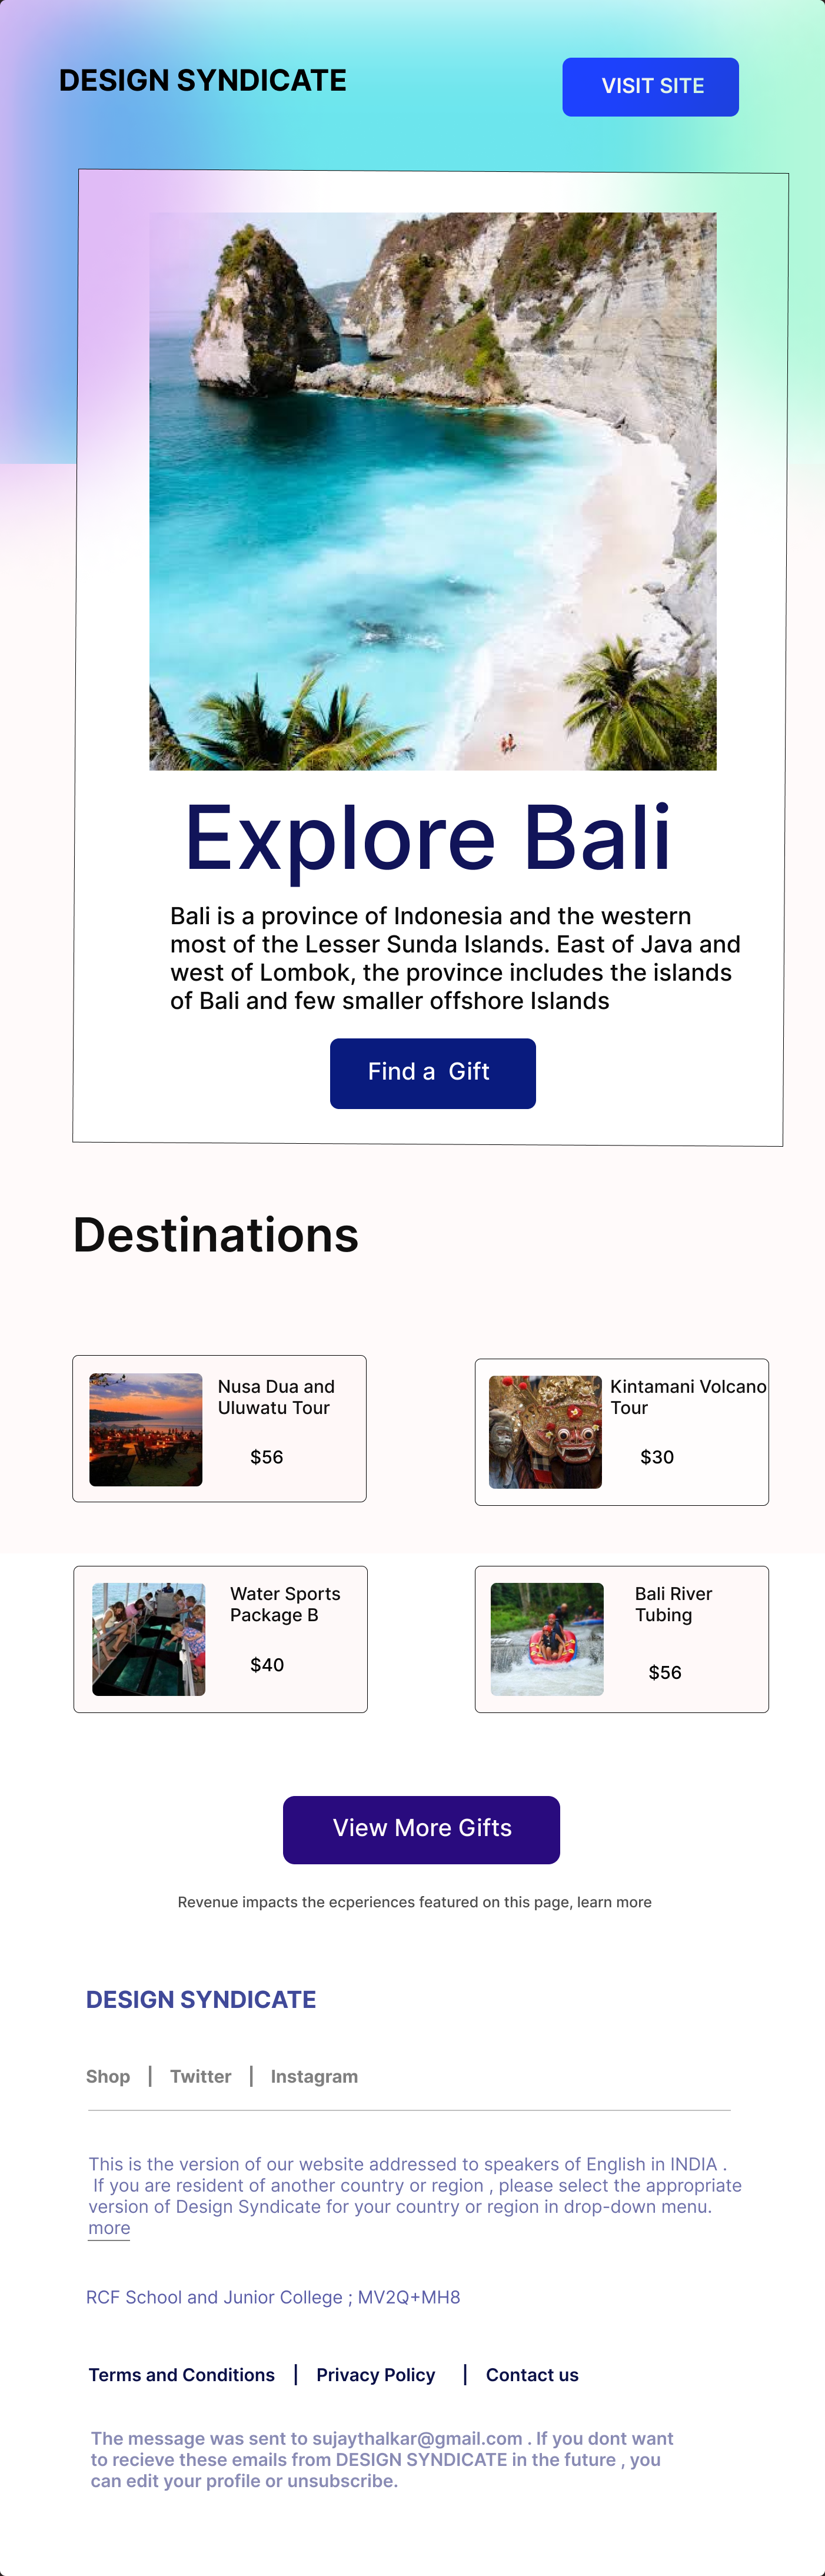 DESIGN SYNDICATE
VISIT SITE
Explore Bali
Bali is a province of Indonesia and the western
most of the Lesser Sunda Islands. East of Java and
west of Lombok, the province includes the islands
of Bali and few smaller offshore Islands
Find a  Gift
Destinations
Nusa Dua and
Uluwatu Tour
$56
Kintamani Volcano
Tour
$30
Water Sports
Package B
$40
Bali River
Tubing
$56
View More Gifts
Revenue impacts the ecperiences featured on this page, learn more
DESIGN SYNDICATE
Shop | Twitter | Instagram
This is the version of our website addressed to speakers of English in INDIA .
If you are resident of another country or region , please select the appropriate
version of Design Syndicate for your country or region in drop-down menu.
more
RCF School and Junior College ; MV2Q+MH8
Terms and Conditions | Privacy Policy | Contact us
The message was sent to sujaythalkar@gmail.com . If you dont want
to recieve these emails from DESIGN SYNDICATE in the future , you
can edit your profile or unsubscribe.